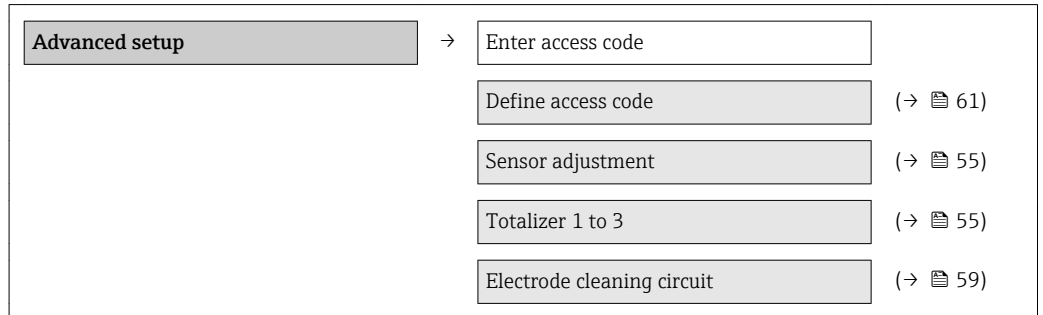 Advanced setup → Enter access code
Define access code (→ 61)
Sensor adjustment (→ 55)
Totalizer 1 to 3 (→ 55)
Electrode cleaning circuit (→ 59)